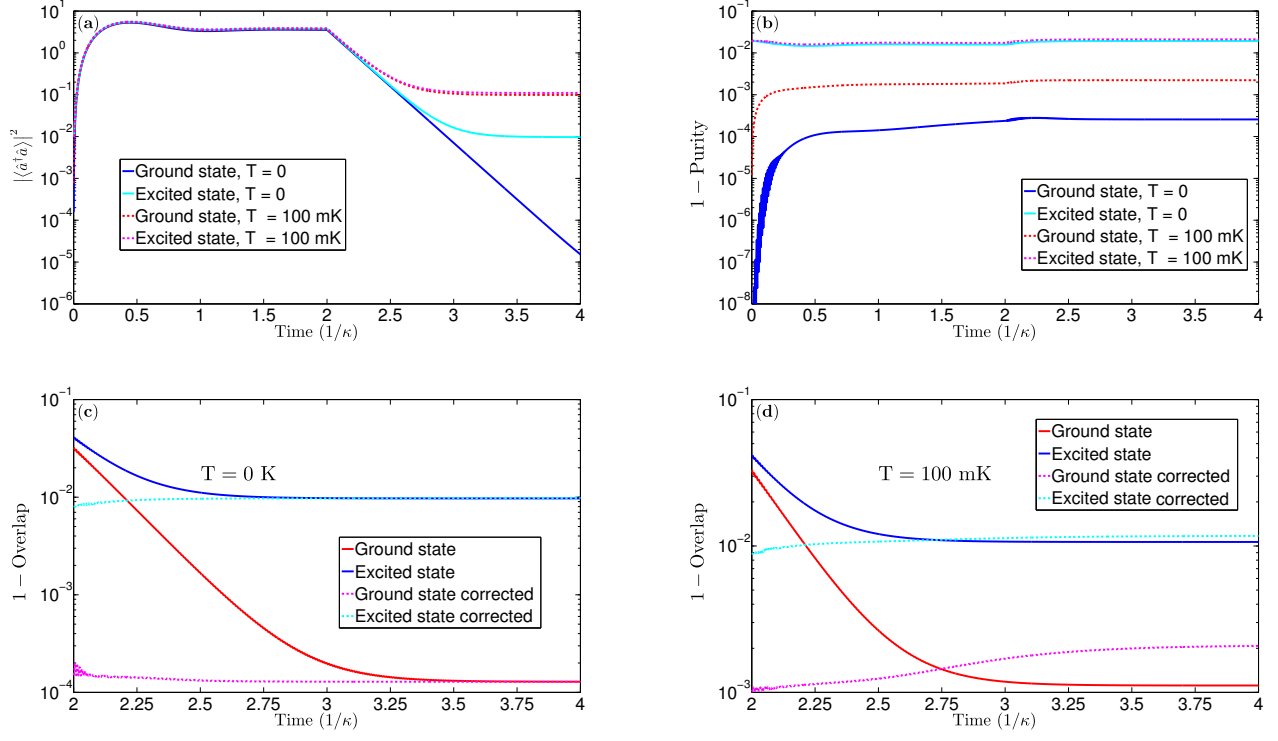 (a)
10^2
10^1
10^0
10^-1
10^-2
10^-3
10^-4
10^-5
10^-6
|⟨â†â⟩|^2
Ground state, T = 0
Excited state, T = 0
Ground state, T = 100 mK
Excited state, T = 100 mK
0 0.5 1 1.5 2 2.5 3 3.5 4
Time (1/κ)
(b)
10^-1
10^-2
10^-3
10^-4
10^-5
10^-6
10^-7
10^-8
1 − Purity
Ground state, T = 0
Excited state, T = 0
Ground state, T = 100 mK
Excited state, T = 100 mK
0 0.5 1 1.5 2 2.5 3 3.5 4
Time (1/κ)
(c)
10^-1
10^-2
10^-3
10^-4
1 − Overlap
T = 0 K
Ground state
Excited state
Ground state corrected
Excited state corrected
2 2.25 2.5 2.75 3 3.25 3.5 3.75 4
Time (1/κ)
(d)
10^-1
10^-2
10^-3
1 − Overlap
T = 100 mK
Ground state
Excited state
Ground state corrected
Excited state corrected
2 2.25 2.5 2.75 3 3.25 3.5 3.75 4
Time (1/κ)